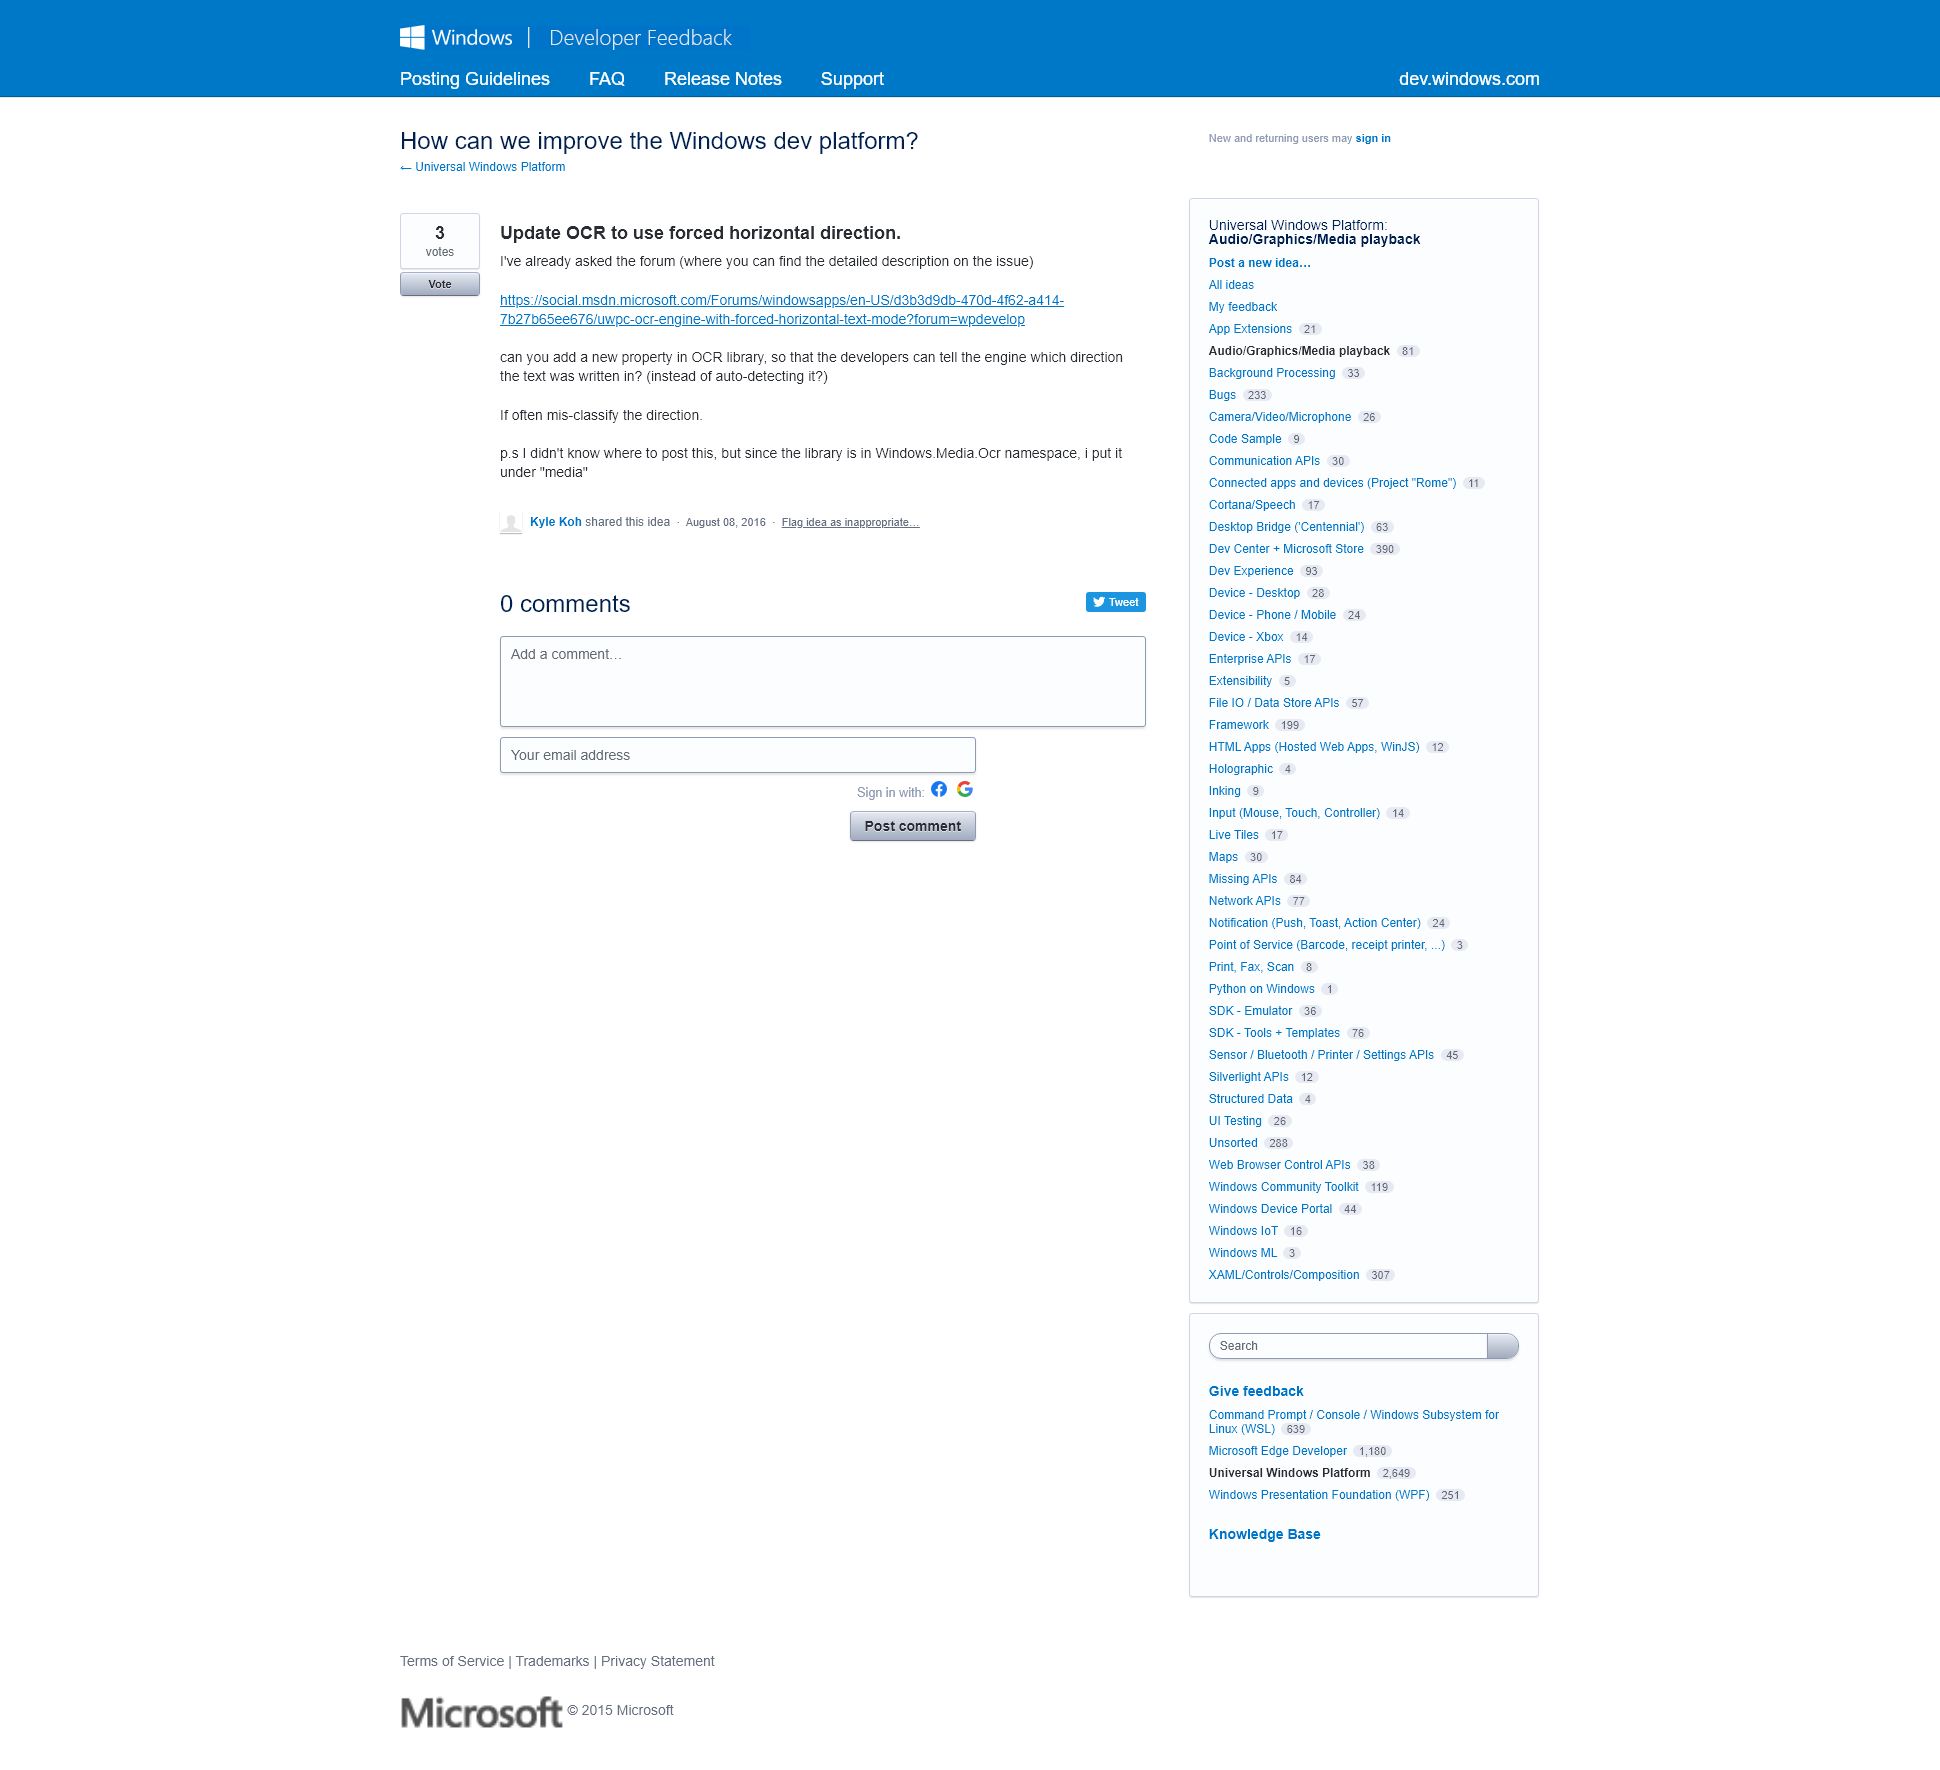 Windows | Developer Feedback
Posting Guidelines FAQ Release Notes Support dev.windows.com
How can we improve the Windows dev platform?
← Universal Windows Platform
New and returning users may sign in
3
votes
Vote
Update OCR to use forced horizontal direction.
I've already asked the forum (where you can find the detailed description on the issue)
https://social.msdn.microsoft.com/Forums/windowsapps/en-US/d3b3d9db-470d-4f62-a414-
7b27b65ee676/uwpc-ocr-engine-with-forced-horizontal-text-mode?forum=wpdevelop
can you add a new property in OCR library, so that the developers can tell the engine which direction
the text was written in? (instead of auto-detecting it?)
If often mis-classify the direction.
p.s I didn't know where to post this, but since the library is in Windows.Media.Ocr namespace, i put it
under "media"
Kyle Koh shared this idea · August 08, 2016 · Flag idea as inappropriate…
0 comments
Tweet
Add a comment…
Your email address
Sign in with:
Post comment
Universal Windows Platform:
Audio/Graphics/Media playback
Post a new idea…
All ideas
My feedback
App Extensions 21
Audio/Graphics/Media playback 81
Background Processing 33
Bugs 233
Camera/Video/Microphone 26
Code Sample 9
Communication APIs 30
Connected apps and devices (Project "Rome") 11
Cortana/Speech 17
Desktop Bridge ('Centennial') 63
Dev Center + Microsoft Store 390
Dev Experience 93
Device - Desktop 28
Device - Phone / Mobile 24
Device - Xbox 14
Enterprise APIs 17
Extensibility 5
File IO / Data Store APIs 57
Framework 199
HTML Apps (Hosted Web Apps, WinJS) 12
Holographic 4
Inking 9
Input (Mouse, Touch, Controller) 14
Live Tiles 17
Maps 30
Missing APIs 84
Network APIs 77
Notification (Push, Toast, Action Center) 24
Point of Service (Barcode, receipt printer, ...) 3
Print, Fax, Scan 8
Python on Windows 1
SDK - Emulator 36
SDK - Tools + Templates 76
Sensor / Bluetooth / Printer / Settings APIs 45
Silverlight APIs 12
Structured Data 4
UI Testing 26
Unsorted 288
Web Browser Control APIs 38
Windows Community Toolkit 119
Windows Device Portal 44
Windows IoT 16
Windows ML 3
XAML/Controls/Composition 307
Search
Give feedback
Command Prompt / Console / Windows Subsystem for
Linux (WSL) 639
Microsoft Edge Developer 1,180
Universal Windows Platform 2,649
Windows Presentation Foundation (WPF) 251
Knowledge Base
Terms of Service | Trademarks | Privacy Statement
Microsoft © 2015 Microsoft